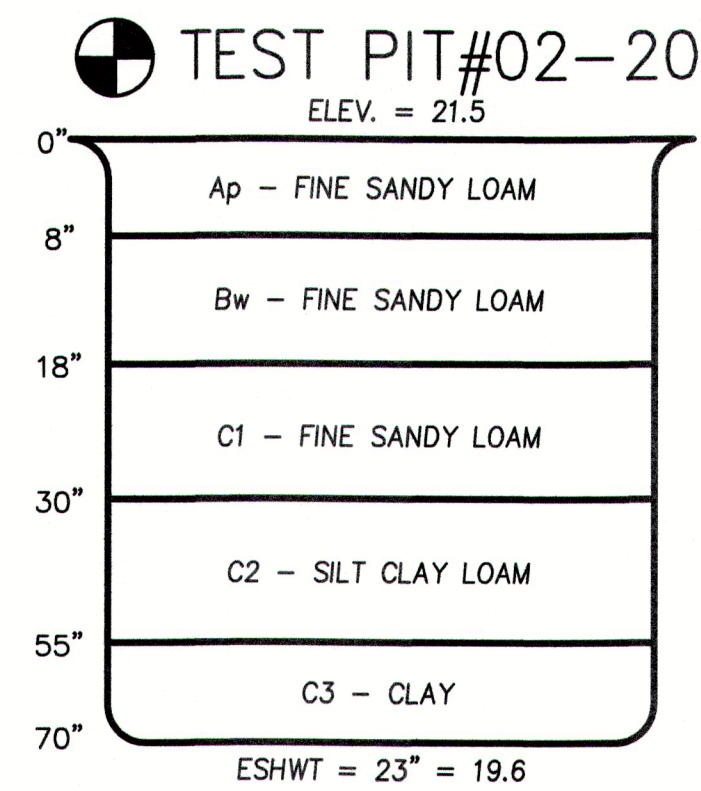 TEST PIT#02-20
ELEV. = 21.5
0"
Ap - FINE SANDY LOAM
8"
Bw - FINE SANDY LOAM
18"
C1 - FINE SANDY LOAM
30"
C2 - SILT CLAY LOAM
55"
C3 - CLAY
70"
ESHWT = 23" = 19.6